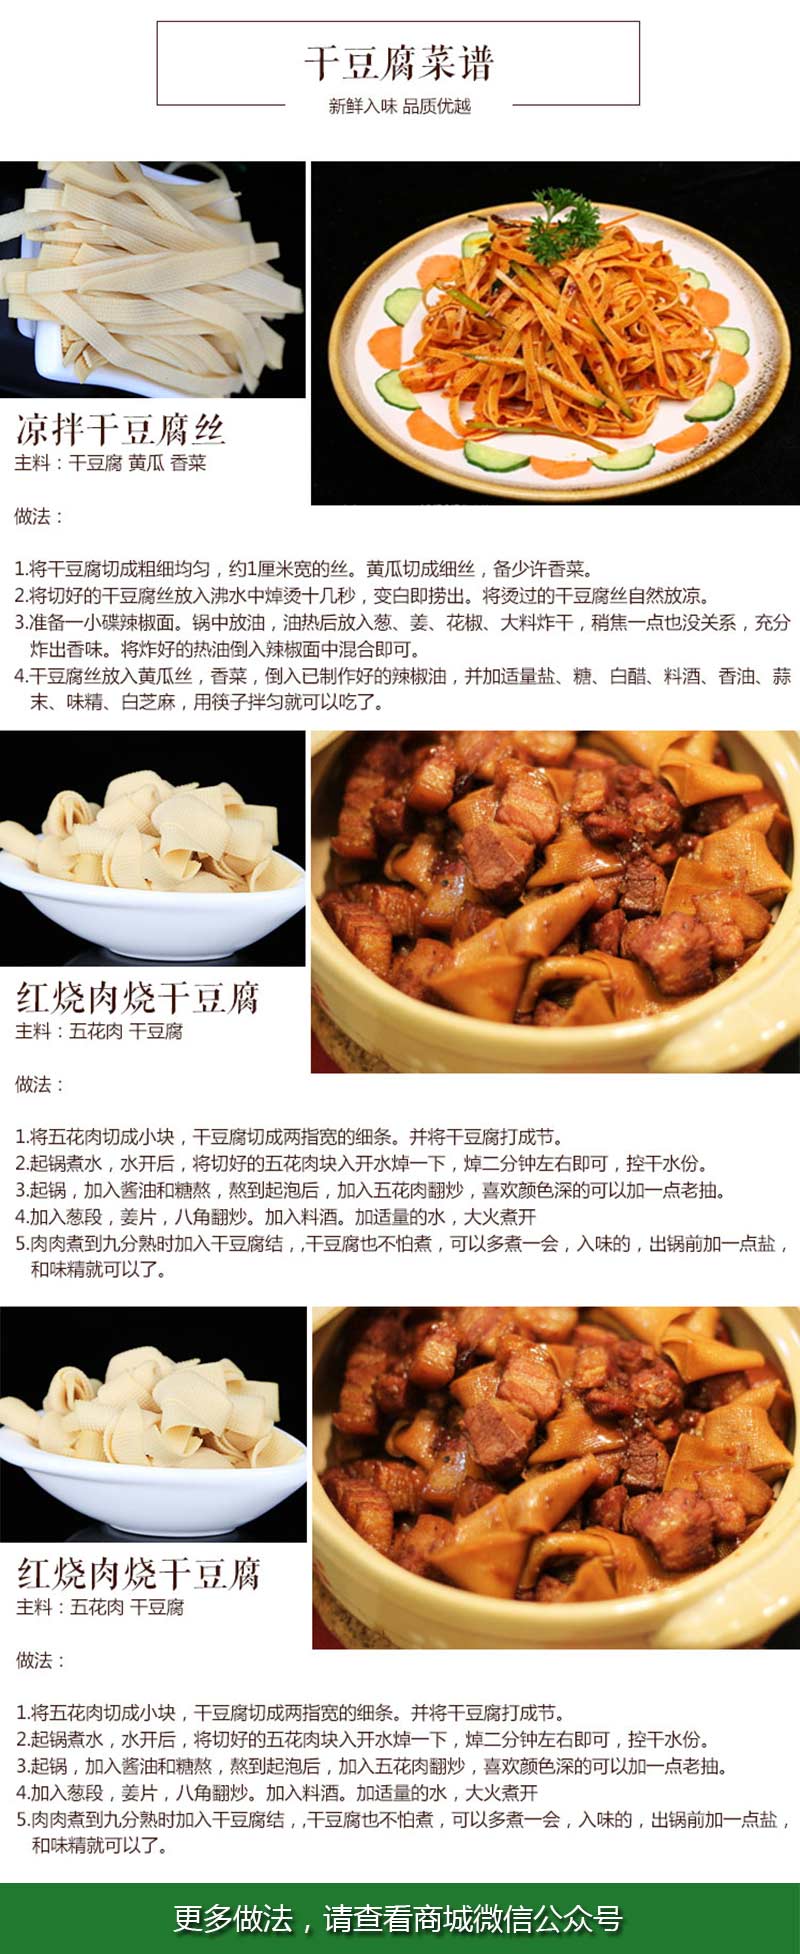 干豆腐菜谱
新鲜入味 品质优越
凉拌干豆腐丝
主料：干豆腐 黄瓜 香菜
做法：
1.将干豆腐切成粗细均匀，约1厘米宽的丝。黄瓜切成细丝，备少许香菜。
2.将切好的干豆腐丝放入沸水中焯烫十几秒，变白即捞出。将烫过的干豆腐丝自然放凉。
3.准备一小碟辣椒面。锅中放油，油热后放入葱、姜、花椒、大料炸干，稍焦一点也没关系，充分
炸出香味。将炸好的热油倒入辣椒面中混合即可。
4.干豆腐丝放入黄瓜丝，香菜，倒入已制作好的辣椒油，并加适量盐、糖、白醋、料酒、香油、蒜
末、味精、白芝麻，用筷子拌匀就可以吃了。
红烧肉烧干豆腐
主料：五花肉 干豆腐
做法：
1.将五花肉切成小块，干豆腐切成两指宽的细条。并将干豆腐打成节。
2.起锅煮水，水开后，将切好的五花肉块入开水焯一下，焯二分钟左右即可，控干水份。
3.起锅，加入酱油和糖熬，熬到起泡后，加入五花肉翻炒，喜欢颜色深的可以加一点老抽。
4.加入葱段，姜片，八角翻炒。加入料酒。加适量的水，大火煮开
5.肉肉煮到九分熟时加入干豆腐结，,干豆腐也不怕煮，可以多煮一会，入味的，出锅前加一点盐，
和味精就可以了。
红烧肉烧干豆腐
主料：五花肉 干豆腐
做法：
1.将五花肉切成小块，干豆腐切成两指宽的细条。并将干豆腐打成节。
2.起锅煮水，水开后，将切好的五花肉块入开水焯一下，焯二分钟左右即可，控干水份。
3.起锅，加入酱油和糖熬，熬到起泡后，加入五花肉翻炒，喜欢颜色深的可以加一点老抽。
4.加入葱段，姜片，八角翻炒。加入料酒。加适量的水，大火煮开
5.肉肉煮到九分熟时加入干豆腐结，,干豆腐也不怕煮，可以多煮一会，入味的，出锅前加一点盐，
和味精就可以了。
更多做法，请查看商城微信公众号